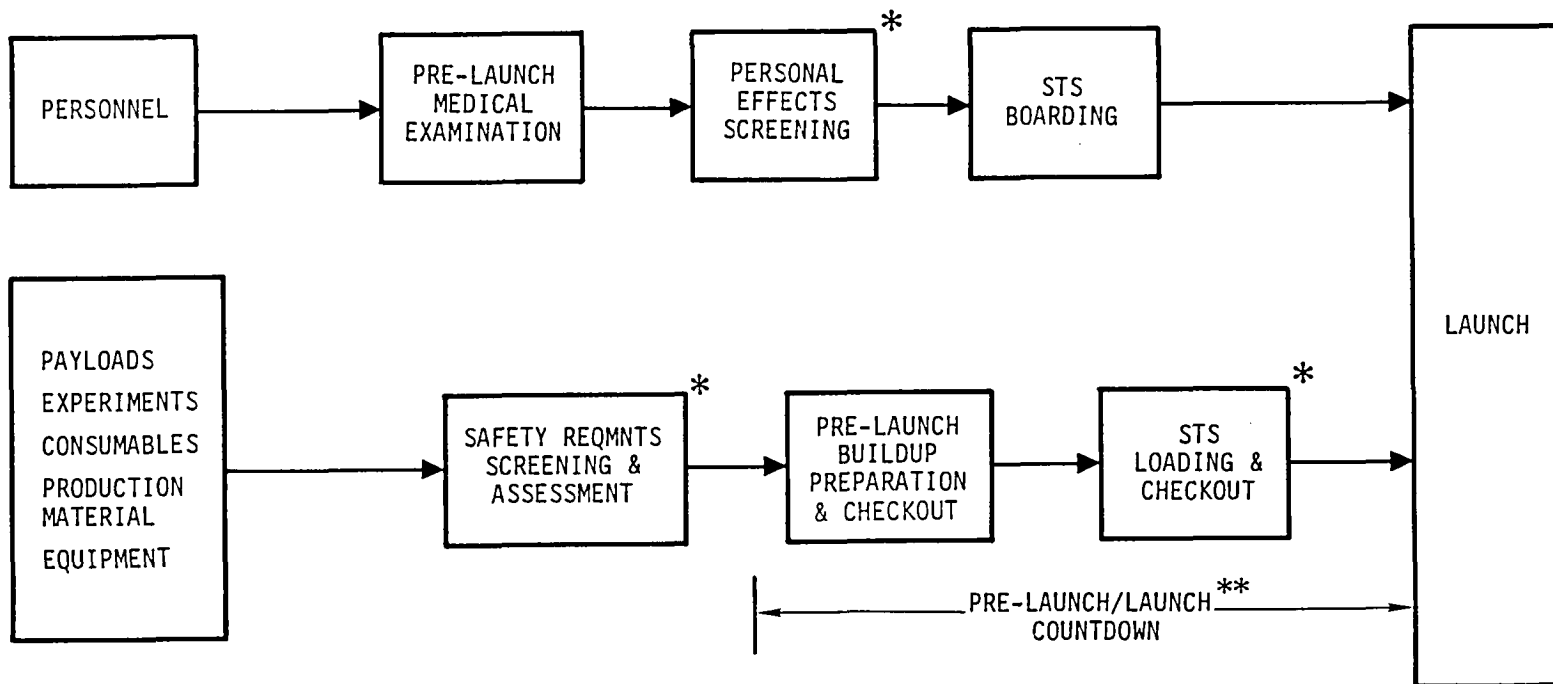 PERSONNEL
PRE-LAUNCH
MEDICAL
EXAMINATION
*
PERSONAL
EFFECTS
SCREENING
STS
BOARDING
LAUNCH
PAYLOADS
EXPERIMENTS
CONSUMABLES
PRODUCTION
MATERIAL
EQUIPMENT
*
SAFETY REQMNTS
SCREENING &
ASSESSMENT
PRE-LAUNCH
BUILDUP
PREPARATION
& CHECKOUT
*
STS
LOADING &
CHECKOUT
PRE-LAUNCH/LAUNCH**
COUNTDOWN